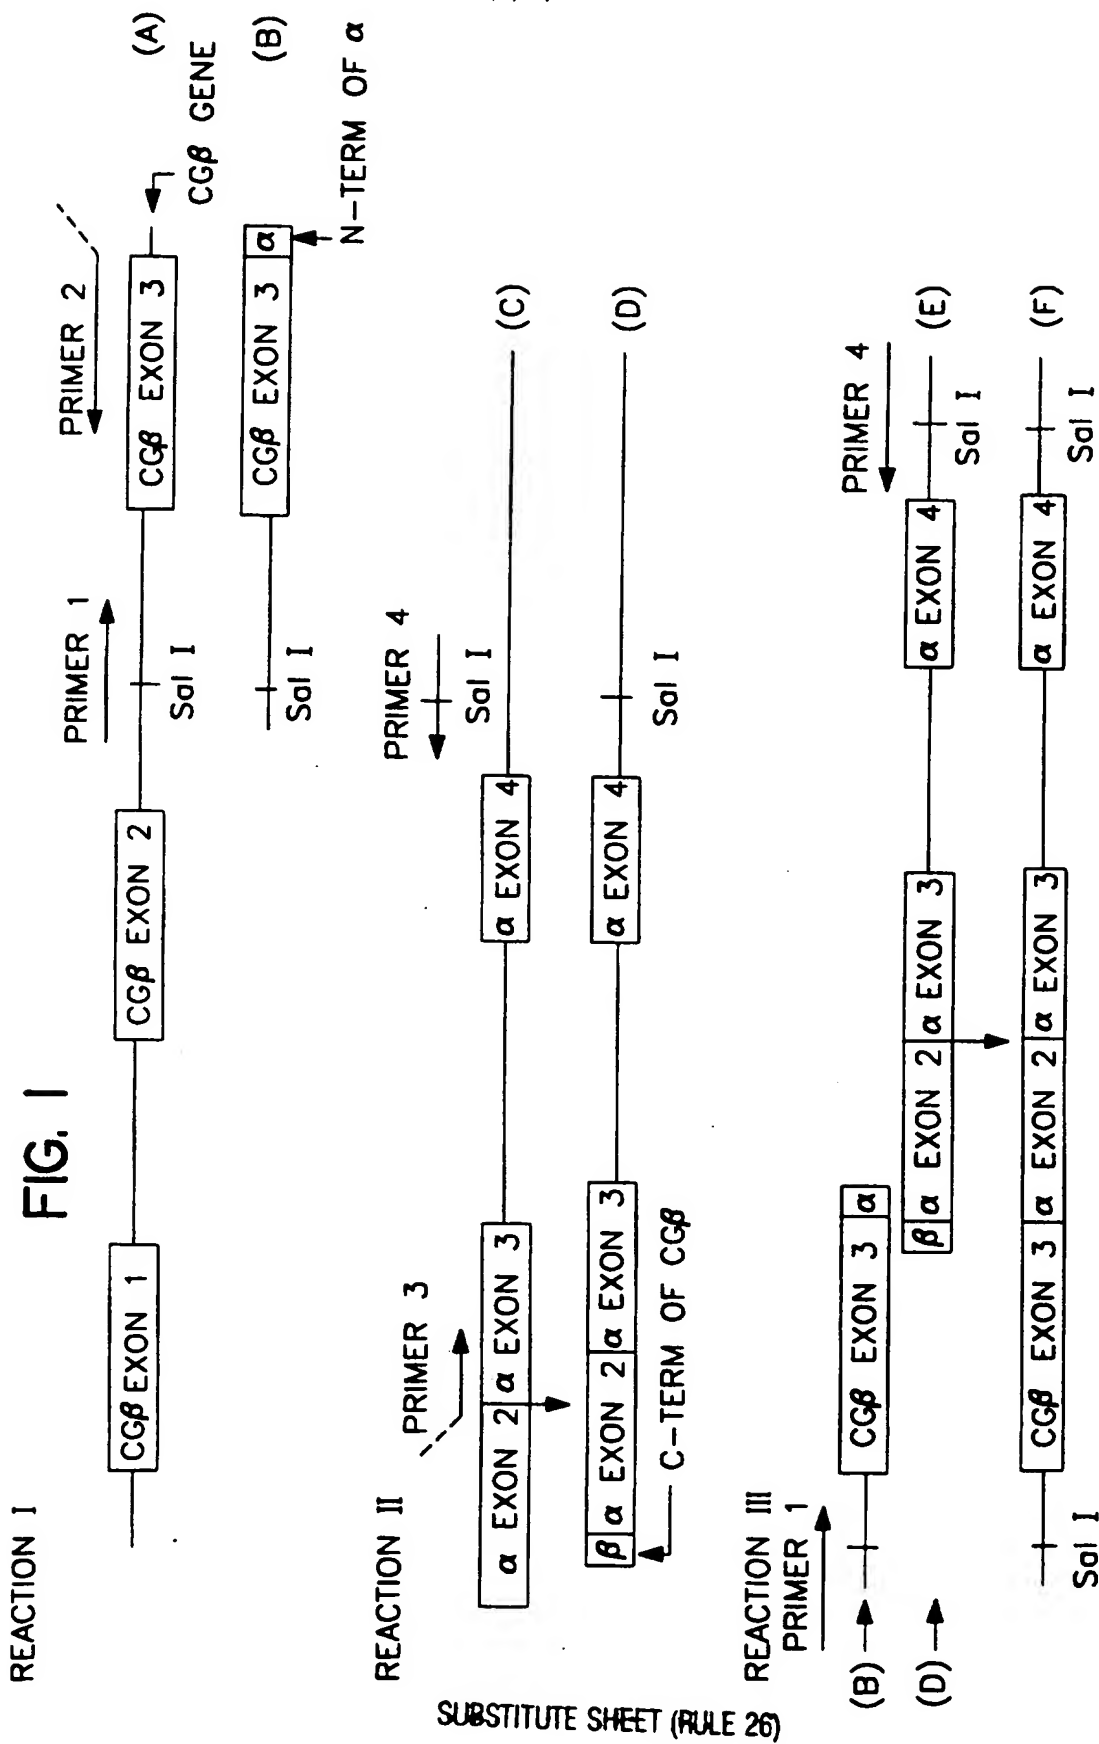 FIG. 1
REACTION I
PRIMER 1
PRIMER 2
CGβ EXON 1
CGβ EXON 2
CGβ EXON 3
(A)
Sal I
CGβ GENE
CGβ EXON 3
α
(B)
Sal I
N-TERM OF α
REACTION II
PRIMER 3
PRIMER 4
Sal I
α EXON 2
α EXON 3
α EXON 4
(C)
β
α EXON 2
α EXON 3
α EXON 4
(D)
Sal I
C-TERM OF CGβ
REACTION III
PRIMER 1
PRIMER 4
(B)
CGβ EXON 3
α
(D)
β
α EXON 2
α EXON 3
α EXON 4
(E)
Sal I
CGβ EXON 3
α EXON 2
α EXON 3
α EXON 4
(F)
Sal I
Sal I
SUBSTITUTE SHEET (RULE 26)